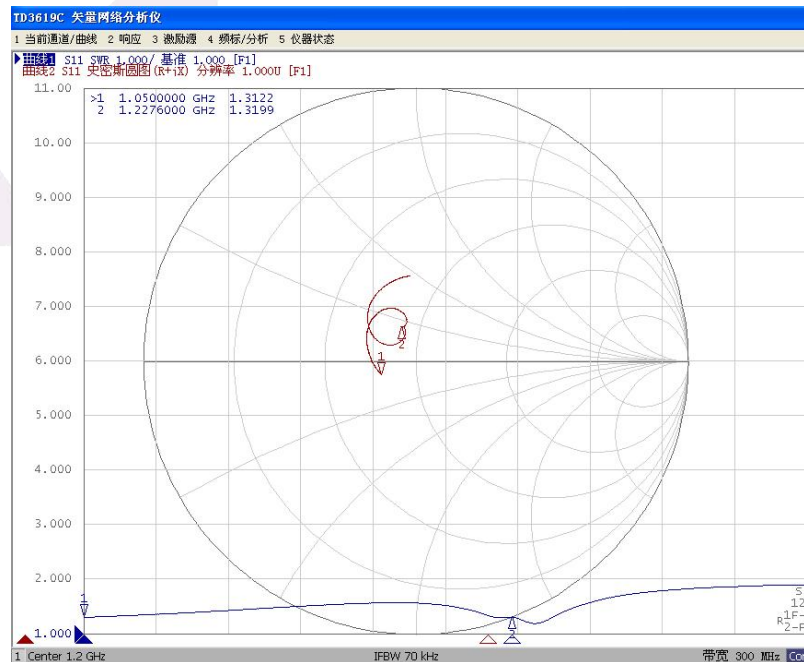 TD3619C 矢量网络分析仪
1 当前通道/曲线 2 响应 3 激励源 4 频标/分析 5 仪器状态
曲线1 S11 SWR 1.000/ 基准 1.000 [F1]
曲线2 S11 史密斯圆图(R+jX) 分辨率 1.000U [F1]
>1 1.0500000 GHz 1.3122
2 1.2276000 GHz 1.3199
11.00
10.00
9.000
8.000
7.000
6.000
5.000
4.000
3.000
2.000
1.000
1
2
1
2
1 Center 1.2 GHz
IFBW 70 kHz
带宽 300 MHz